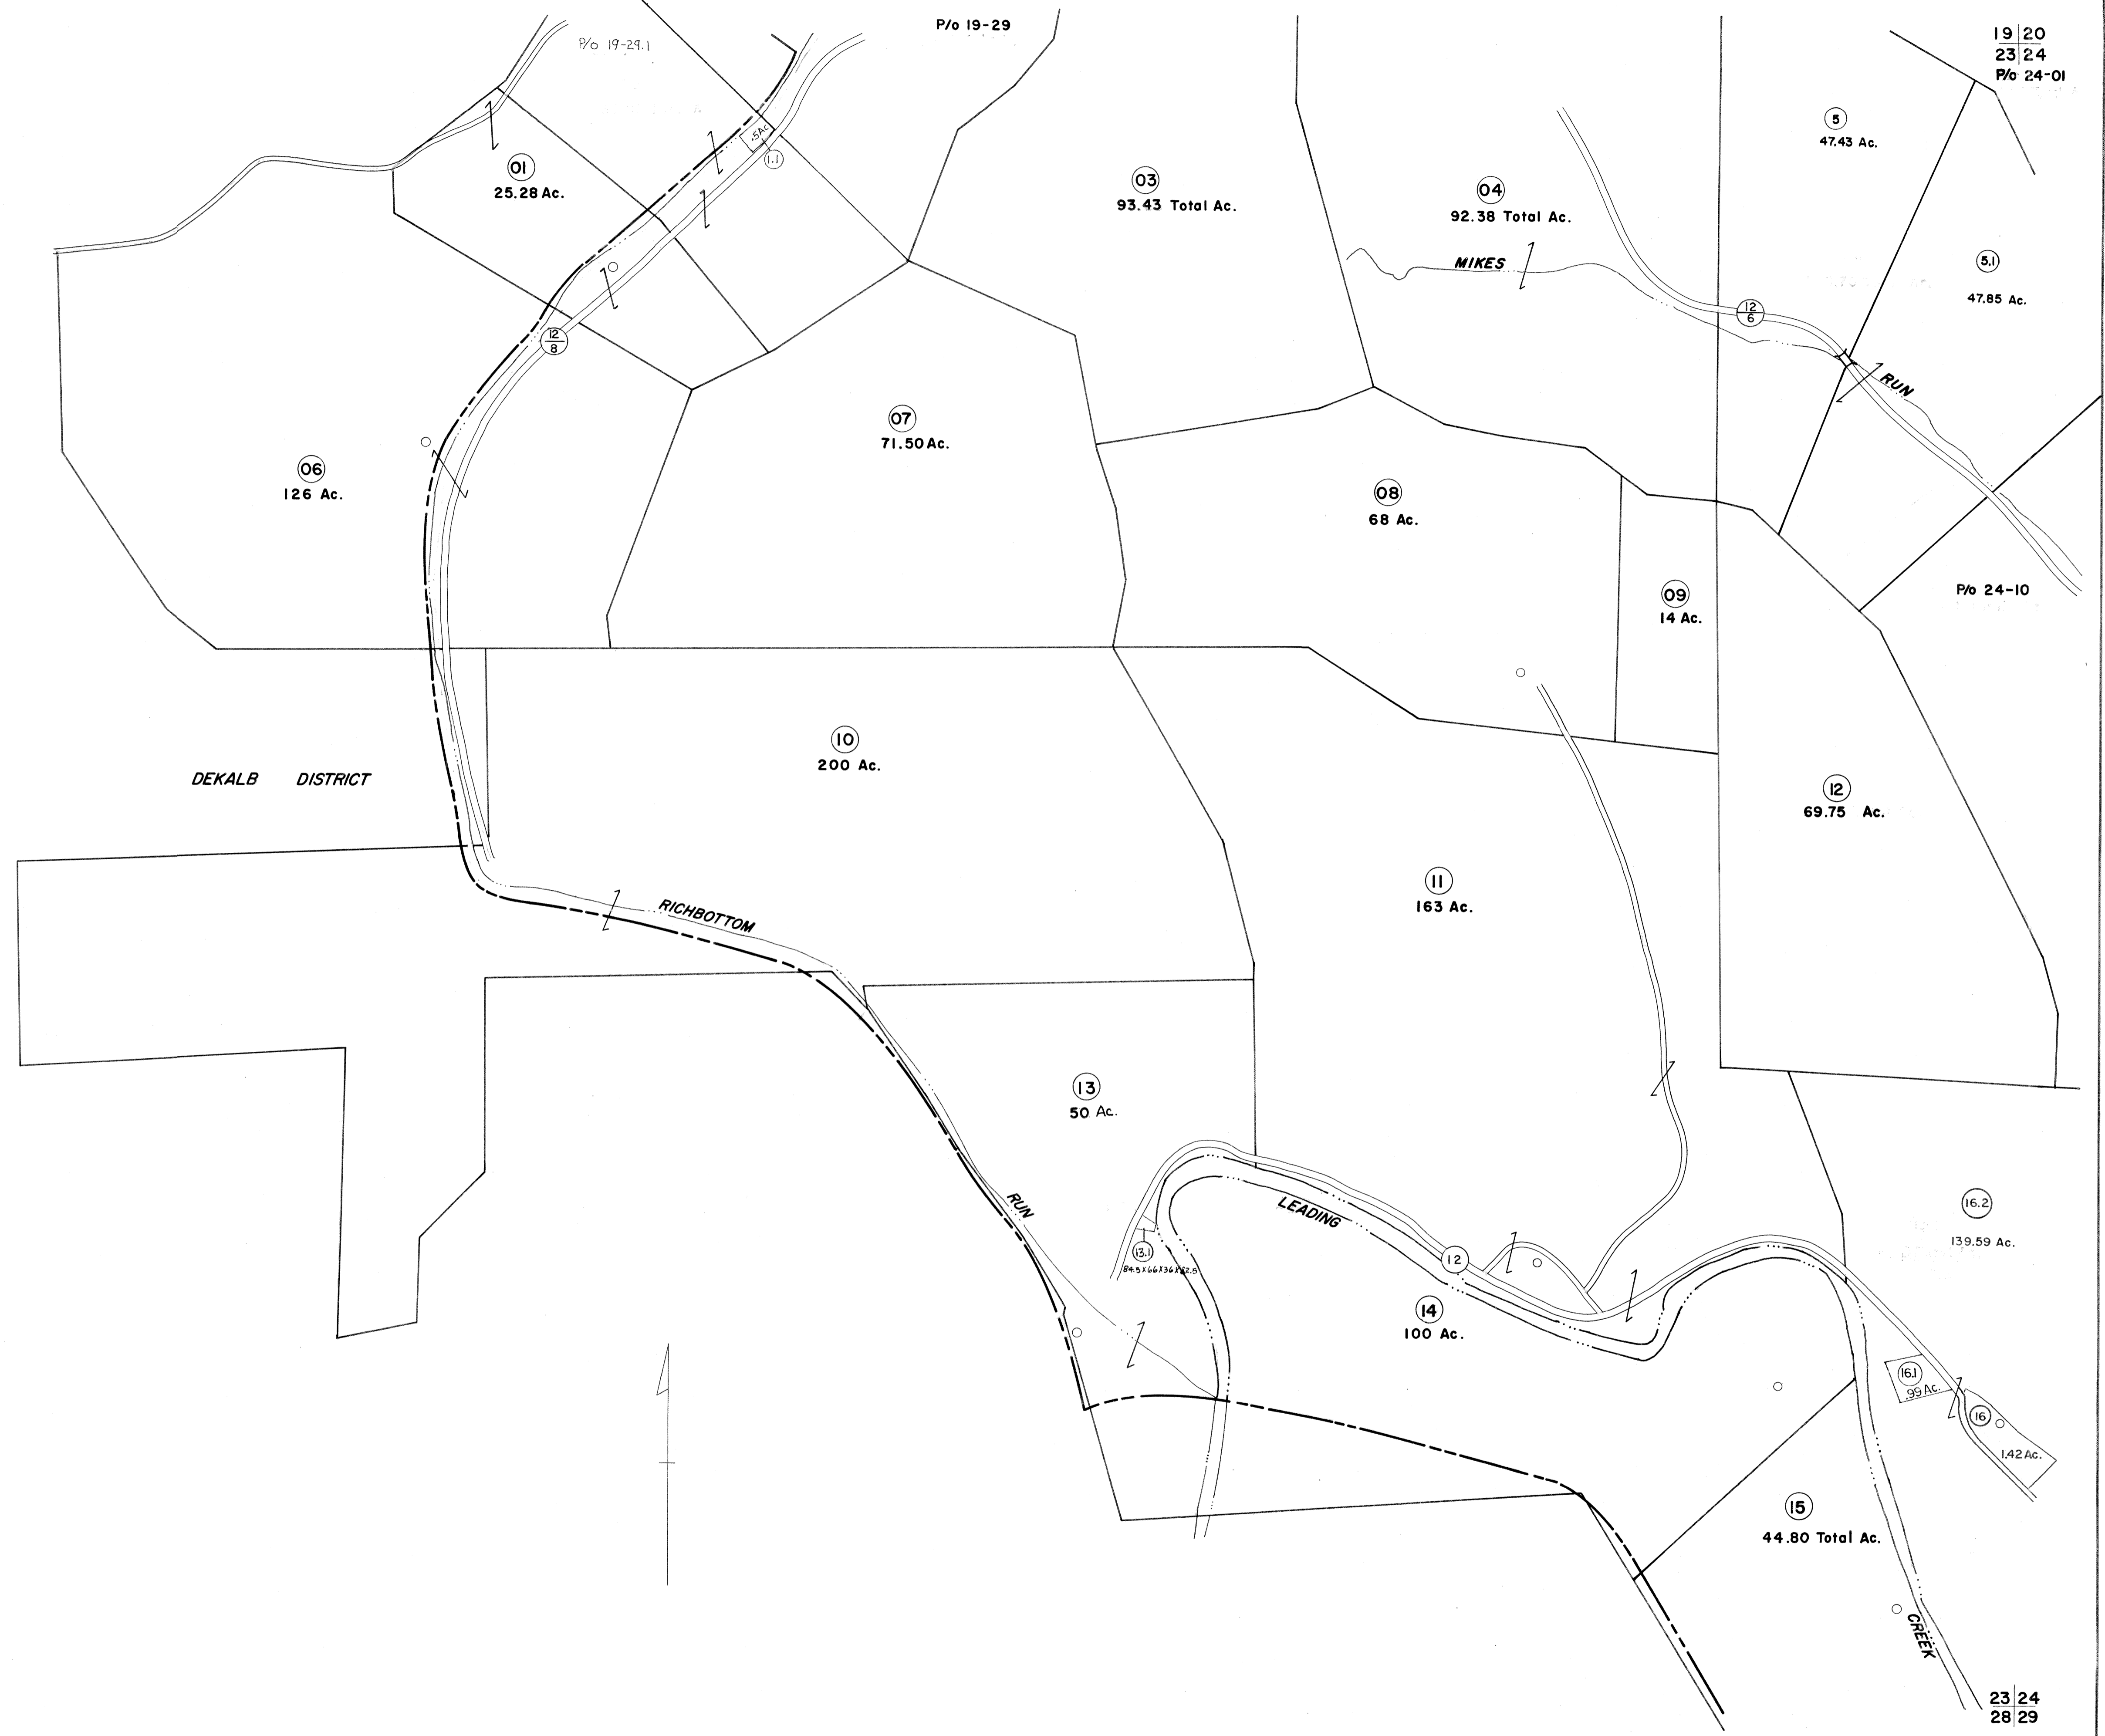 P/o 19-29.1
P/o 19-29
19 20
23 24
P/o 24-01
5
47.43 Ac.
.5Ac
1.1
01
25.28 Ac.
03
93.43 Total Ac.
04
92.38 Total Ac.
5.1
47.85 Ac.
MIKES
12
6
RUN
12
8
07
71.50 Ac.
06
126 Ac.
08
68 Ac.
09
14 Ac.
P/o 24-10
10
200 Ac.
DEKALB DISTRICT
12
69.75 Ac.
11
163 Ac.
RICHBOTTOM
13
50 Ac.
RUN
LEADING
16.2
139.59 Ac.
13.1
84.5X66X36X82.5
12
14
100 Ac.
16.1
.99 Ac.
16
1.42 Ac.
15
44.80 Total Ac.
CREEK
23 24
28 29